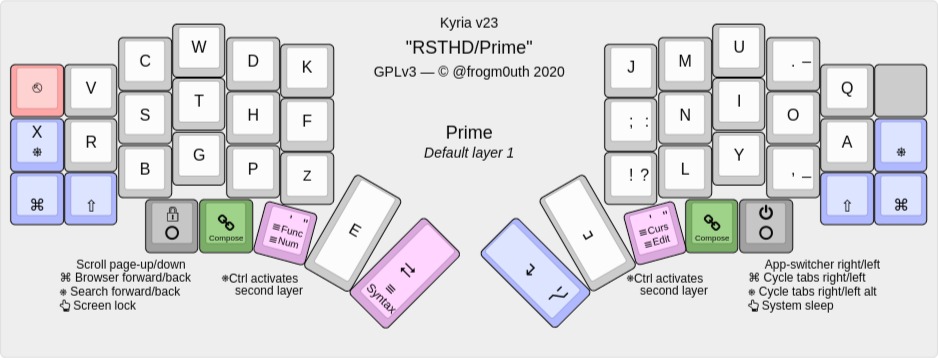 Kyria v23
"RSTHD/Prime"
GPLv3 — © @frogm0uth 2020
Prime
Default layer 1
V C W D K
X R S T H F
B G P Z
J M U . _ Q
; : N I O A
! ? L Y , _
Compose
' "
Func
Num
E
Syntax
' "
Curs
Edit
Compose
Scroll page-up/down
⌘ Browser forward/back
⎈ Search forward/back
Screen lock
⎈Ctrl activates
second layer
⎈Ctrl activates
second layer
App-switcher right/left
⌘ Cycle tabs right/left
⎈ Cycle tabs right/left alt
System sleep